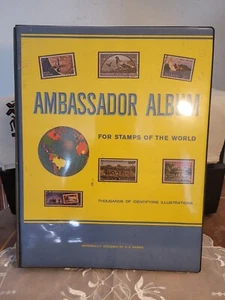 AMBASSADOR ALBUM
FOR STAMPS OF THE WORLD
THOUSANDS OF IDENTIFYING ILLUSTRATIONS